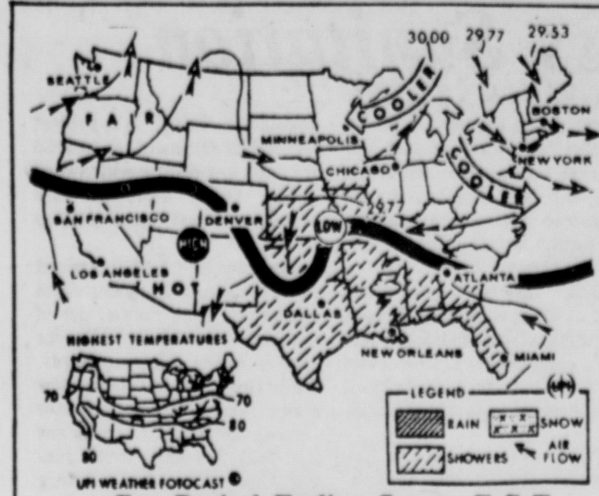 30.00 29.77 29.53
SEATTLE
COOLER
FAIR
BOSTON
MINNEAPOLIS
NEW YORK
CHICAGO
COOLER
SAN FRANCISCO
DENVER
29.77
LOW
HIGH
LOS ANGELES
HOT
ATLANTA
DALLAS
NEW ORLEANS
MIAMI
HIGHEST TEMPERATURES
70
70
80
80
LEGEND
UPI
RAIN
SNOW
SHOWERS
AIR FLOW
UPI WEATHER FOTOCAST ©